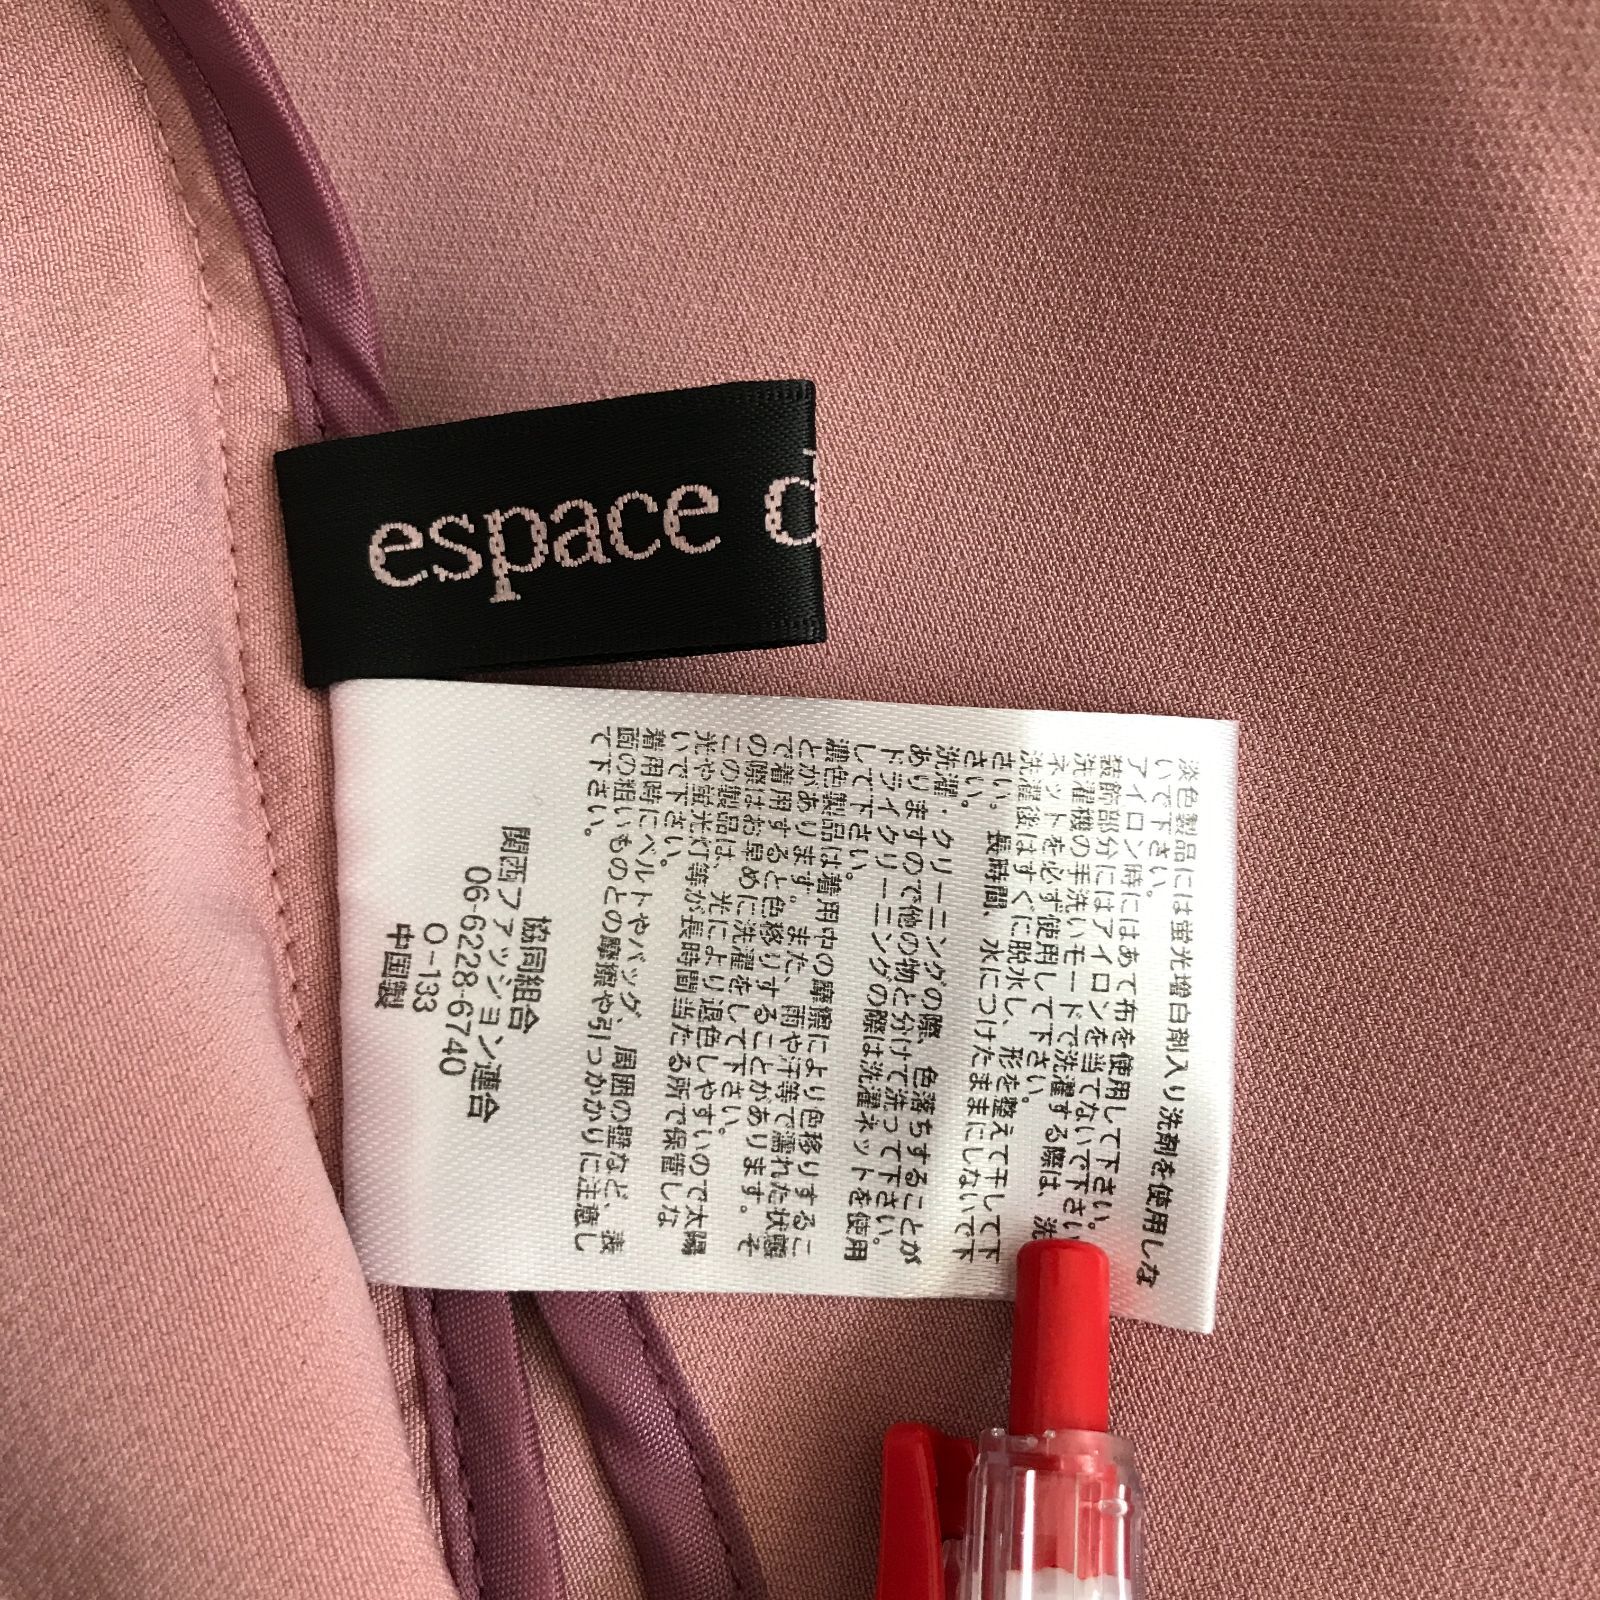 espace d
淡色製品には蛍光増白剤入り洗剤を使用しな
いで下さい。
アイロン時にはあて布を使用して下さい。
装飾部分にはアイロンを当てないで下さい
洗濯機の手洗いモードで洗濯する際は、洗
ネットを必ず使用して下さい。
洗濯後はすぐに脱水し、形を整えて干して下
さい。 長時間、水につけたままにしないで下
さい。
洗濯・クリーニングの際、色落ちすることが
ありますので他の物と分けて洗って下さい。
ドライクリーニングの際は洗濯ネットを使用
して下さい。
濃色製品は着用中の摩擦により色移りするこ
とがあります。また、雨や汗等で濡れた状態
で着用すると色移りすることがあります。そ
の際はお早めに洗濯をして下さい。
この製品は、光により退色しやすいので太陽
光や蛍光灯等が長時間当たる所で保管しな
いで下さい。
着用時にベルトやバッグ、周囲の壁など、表
面の粗いものとの摩擦や引っかかりに注意し
て下さい。
協同組合
関西ファッション連合
06-6228-6740
O-133
中国製